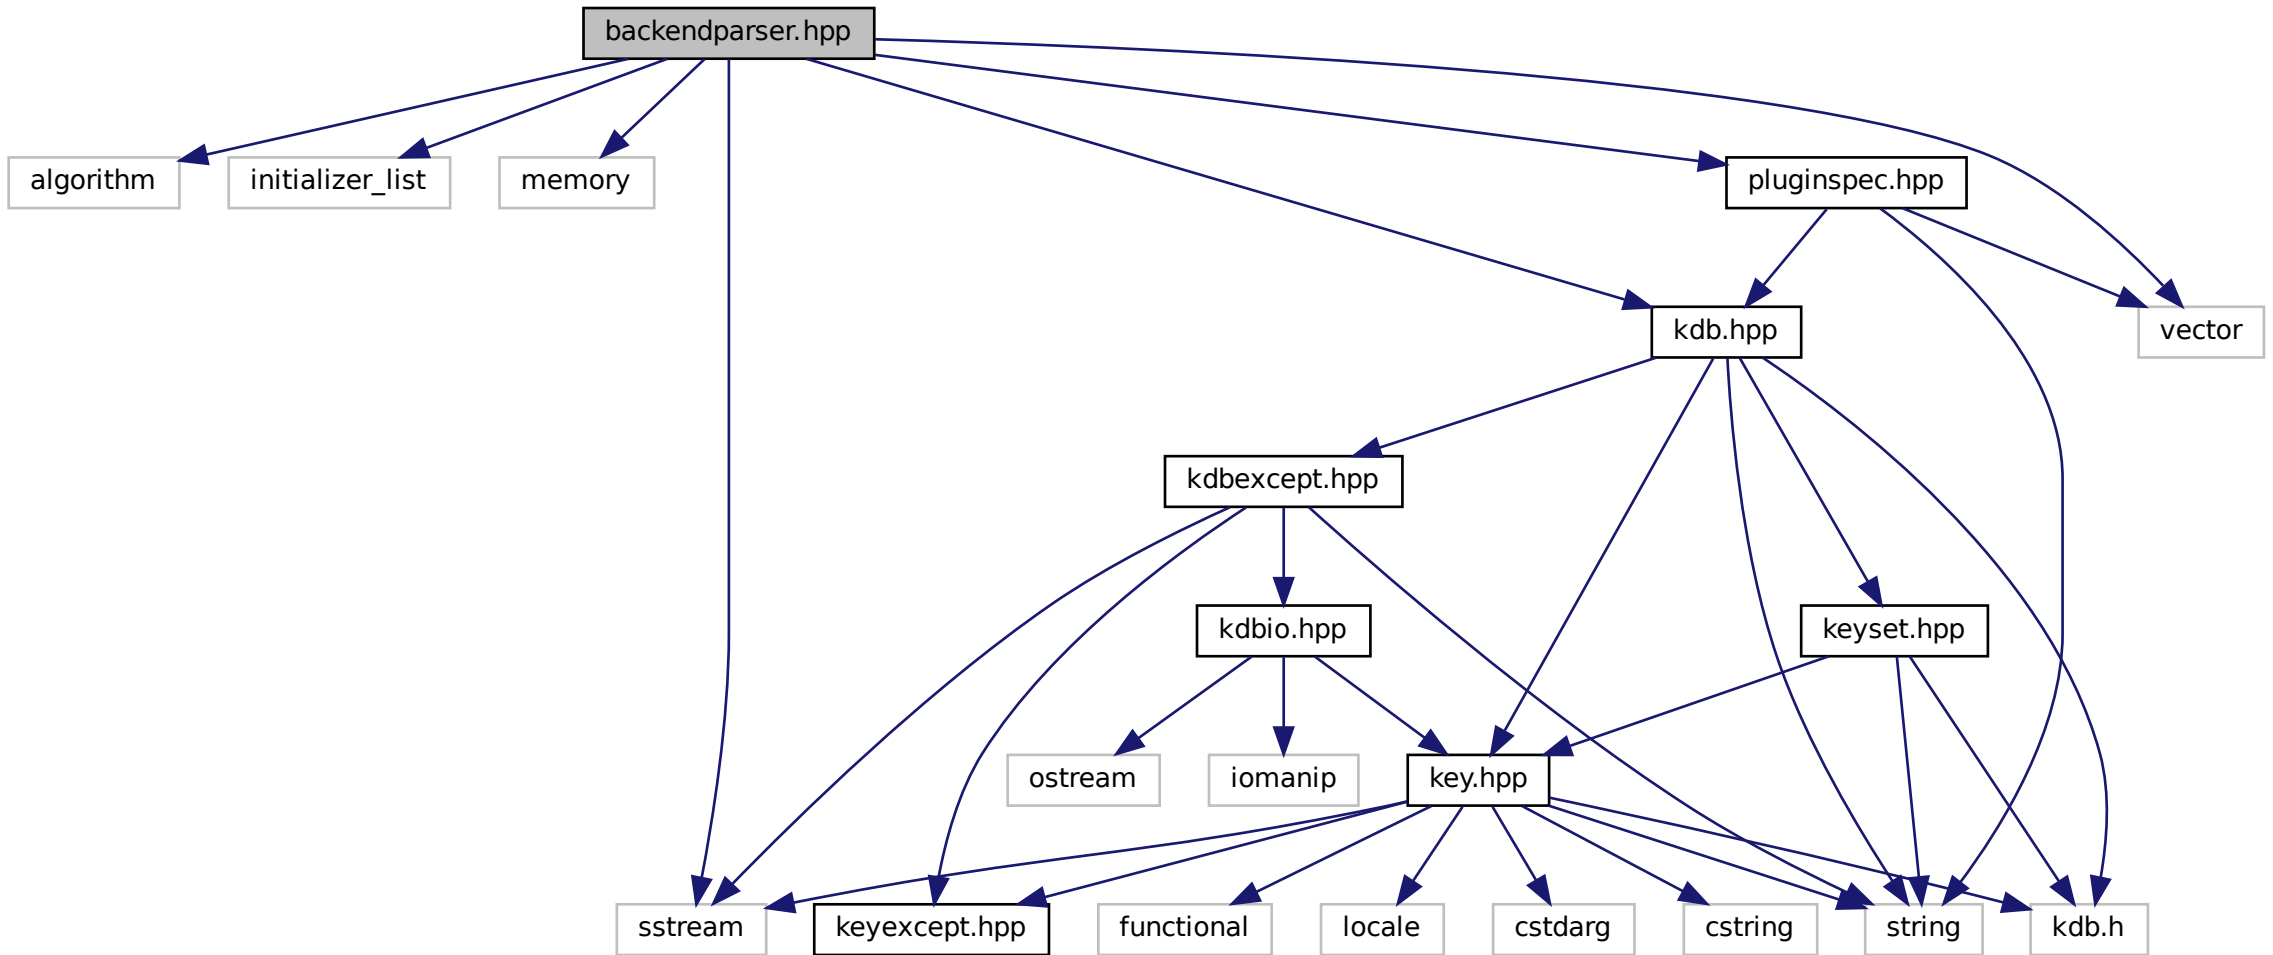 backendparser.hpp
algorithm
initializer_list
memory
pluginspec.hpp
kdb.hpp
vector
kdbexcept.hpp
kdbio.hpp
keyset.hpp
ostream
iomanip
key.hpp
sstream
keyexcept.hpp
functional
locale
cstdarg
cstring
string
kdb.h